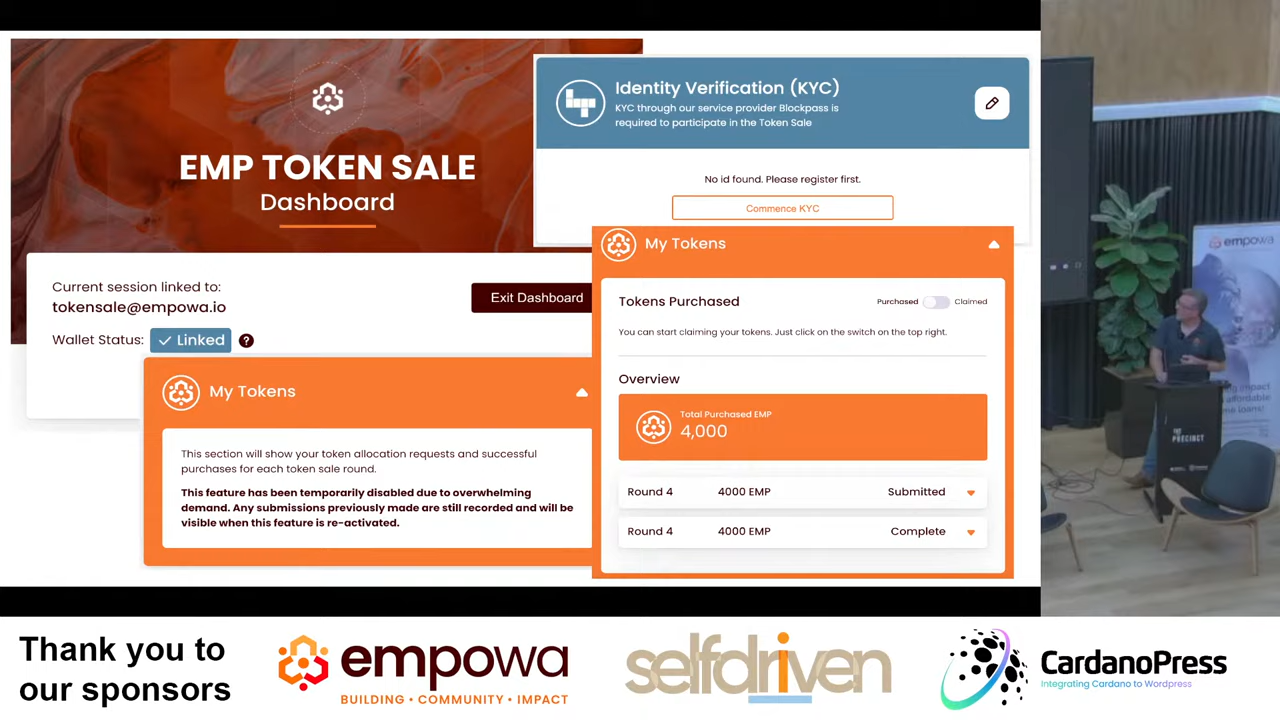 EMP TOKEN SALE
Dashboard
Current session linked to:
tokensale@empowa.io
Exit Dashboard
Wallet Status:
Linked
?
My Tokens
This section will show your token allocation requests and successful
purchases for each token sale round.
This feature has been temporarily disabled due to overwhelming
demand. Any submissions previously made are still recorded and will be
visible when this feature is re-activated.
Identity Verification (KYC)
KYC through our service provider Blockpass is
required to participate in the Token Sale
No id found. Please register first.
Commence KYC
My Tokens
Tokens Purchased
Purchased
Claimed
You can start claiming your tokens. Just click on the switch on the top right.
Overview
Total Purchased EMP
4,000
Round 4 4000 EMP Submitted
Round 4 4000 EMP Complete
empowa
THE
PRECINCT
Thank you to
our sponsors
empowa
BUILDING • COMMUNITY • IMPACT
selfdriven
CardanoPress
Integrating Cardano to Wordpress